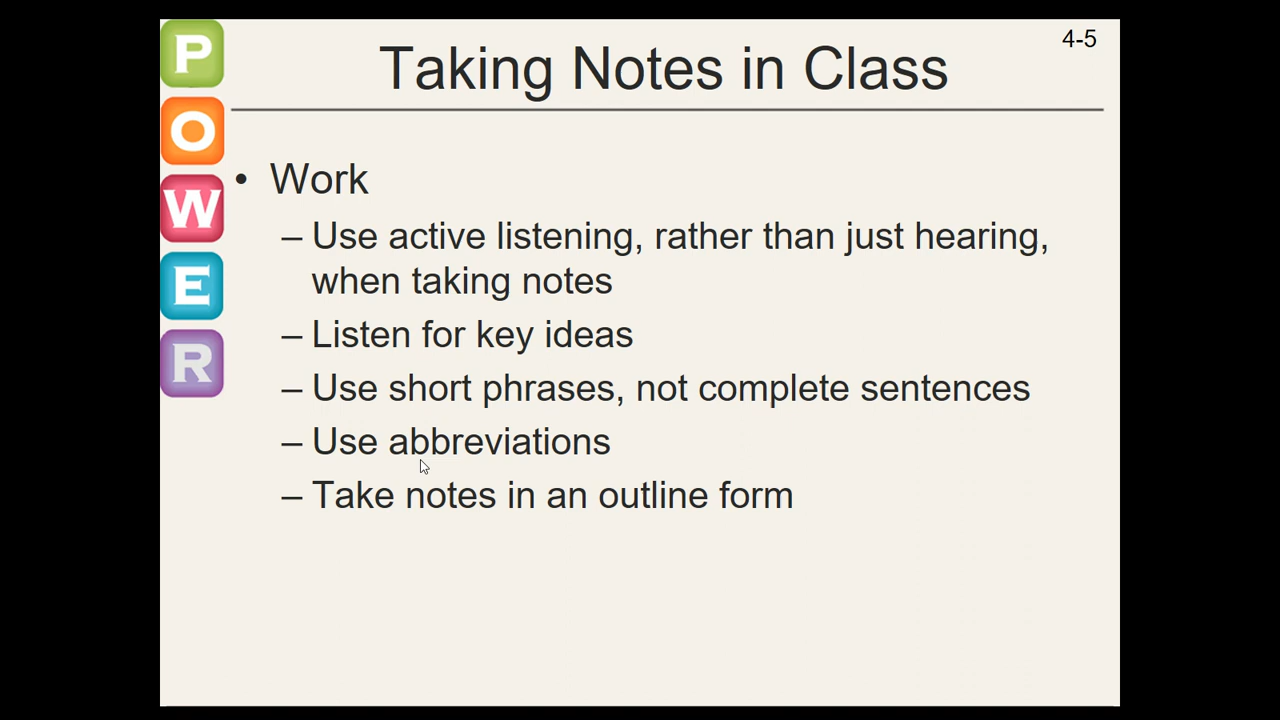 4-5
Taking Notes in Class
P
O
W
E
R
• Work
– Use active listening, rather than just hearing,
when taking notes
– Listen for key ideas
– Use short phrases, not complete sentences
– Use abbreviations
– Take notes in an outline form